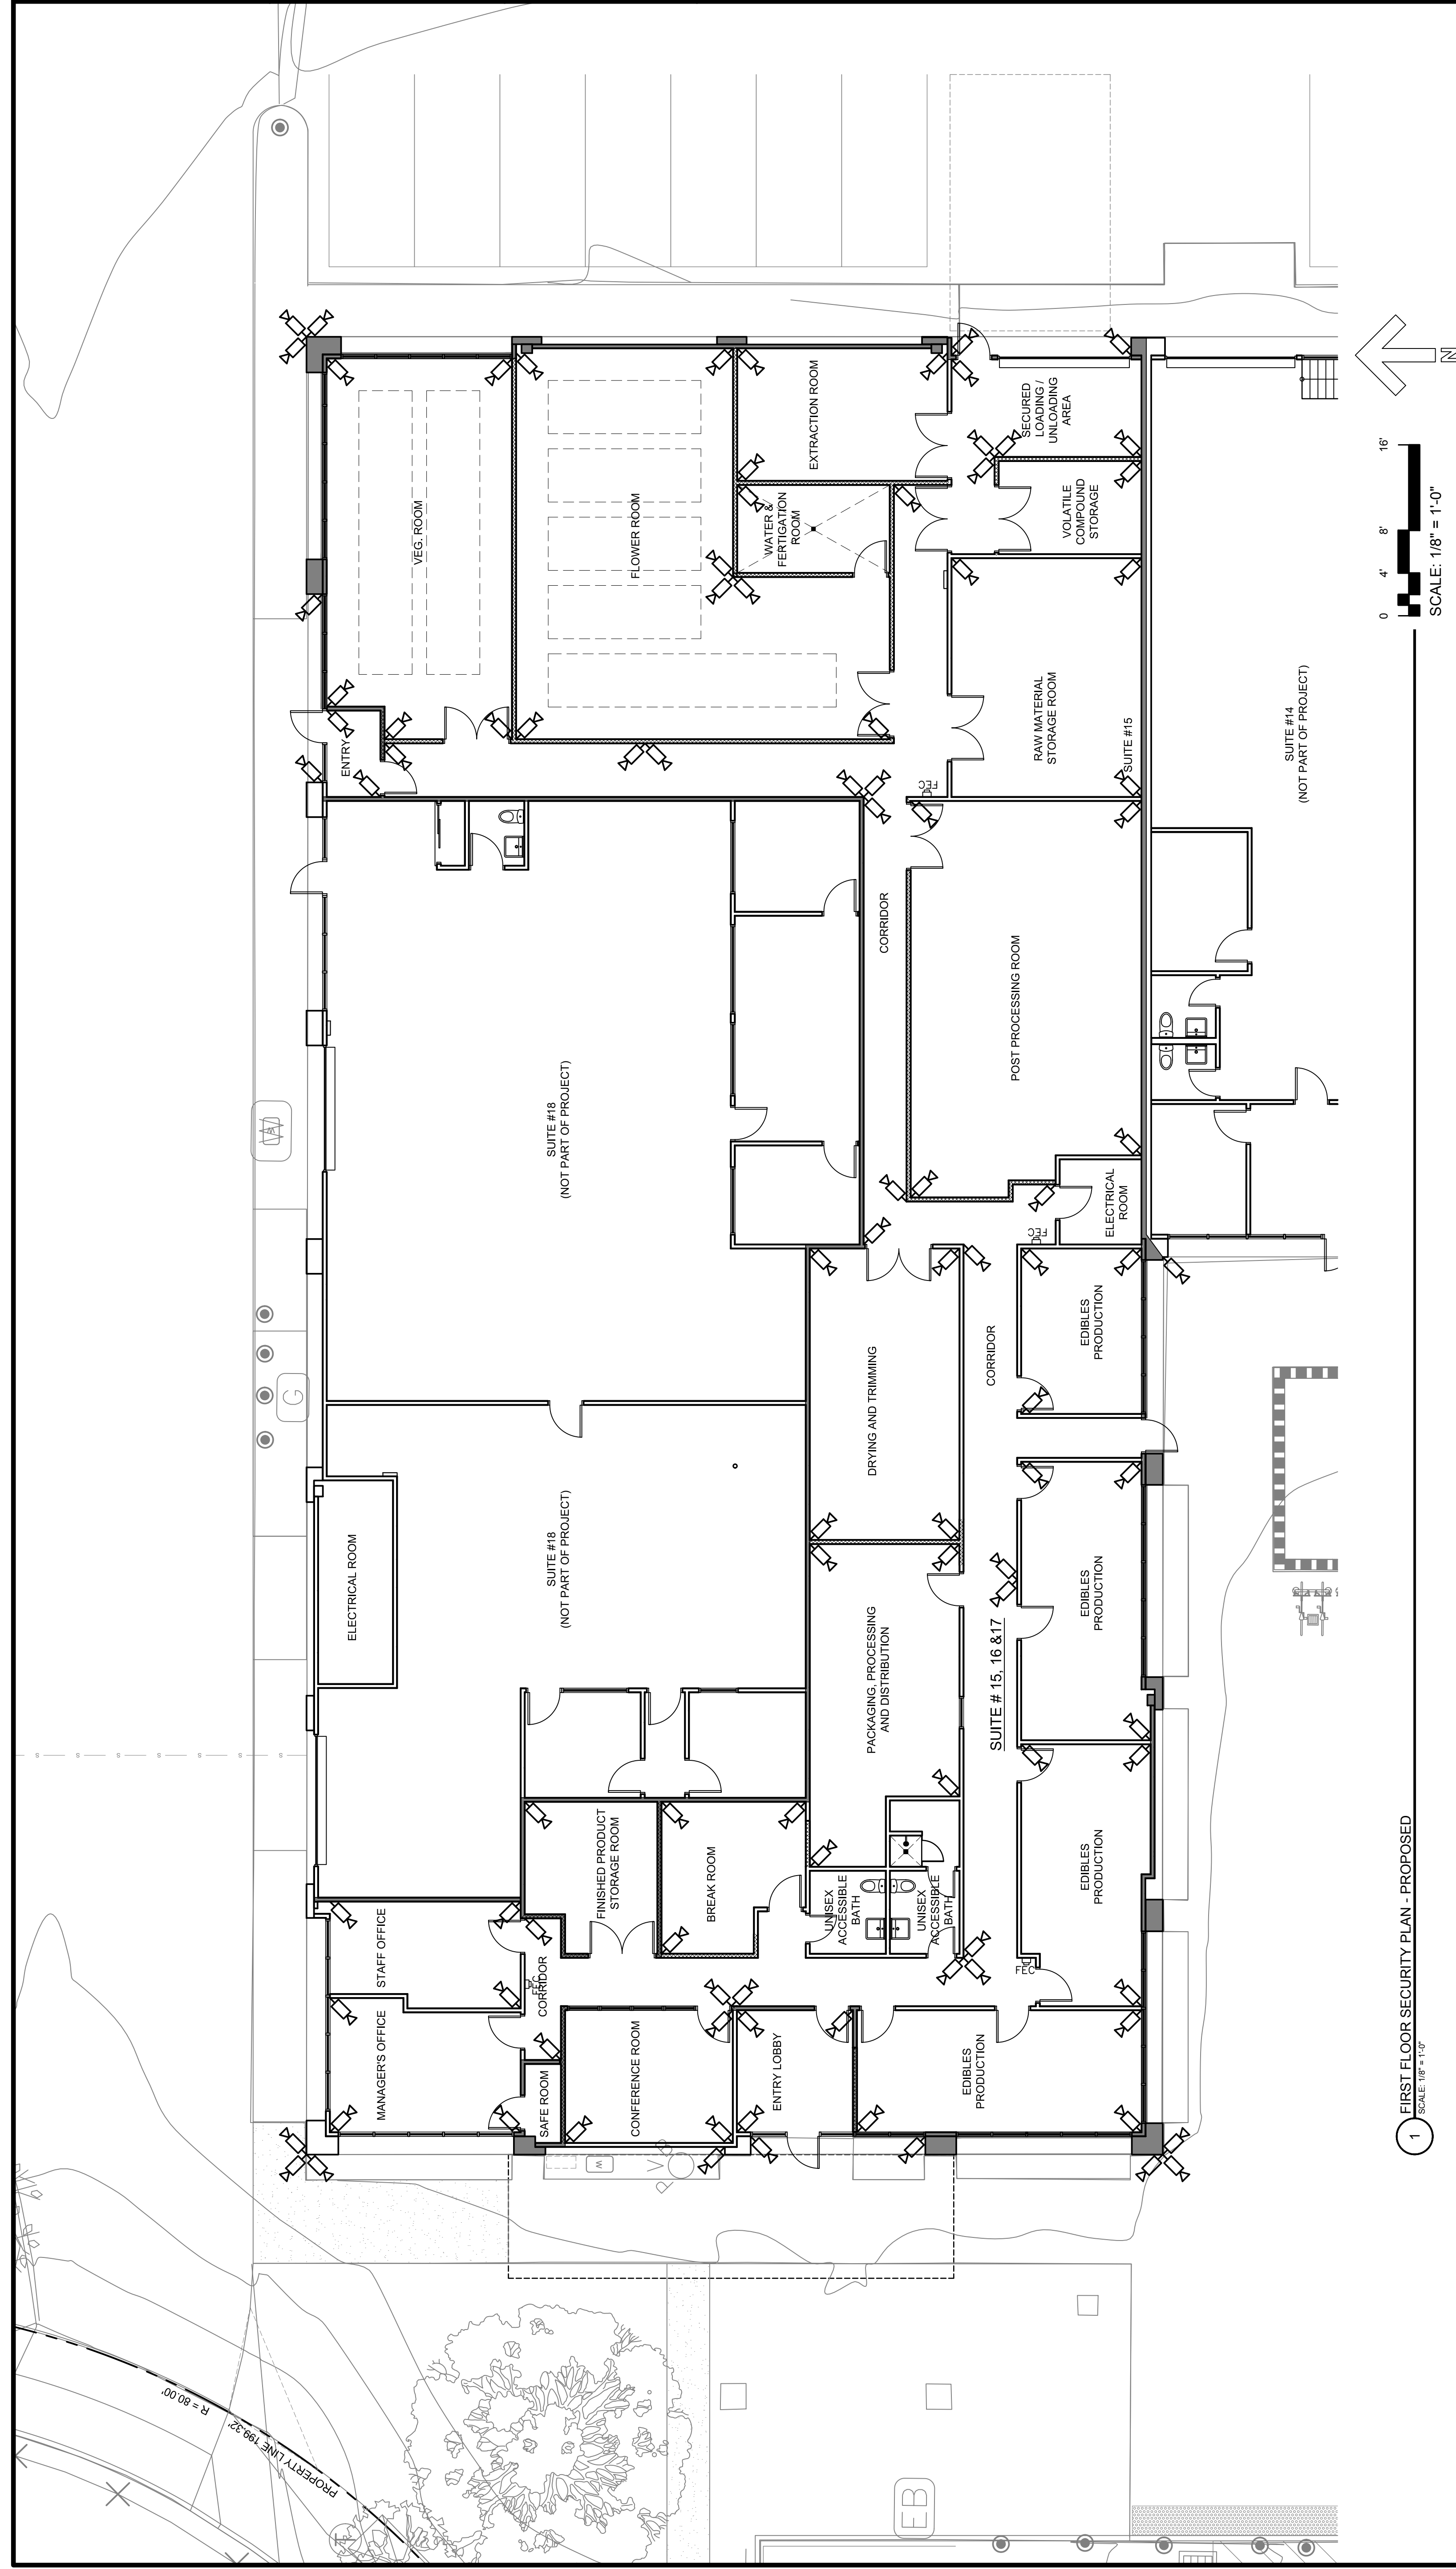 VEG. ROOM
FLOWER ROOM
EXTRACTION ROOM
SECURED
LOADING /
UNLOADING
AREA
WATER &
FERTIGATION
ROOM
VOLATILE
COMPOUND
STORAGE
ENTRY
RAW MATERIAL
STORAGE ROOM
SUITE #15
SUITE #14
(NOT PART OF PROJECT)
FEC
CORRIDOR
POST PROCESSING ROOM
SUITE #18
(NOT PART OF PROJECT)
W
G
ELECTRICAL
ROOM
FEC
EDIBLES
PRODUCTION
CORRIDOR
DRYING AND TRIMMING
ELECTRICAL ROOM
SUITE #18
(NOT PART OF PROJECT)
EDIBLES
PRODUCTION
SUITE # 15, 16 &17
PACKAGING, PROCESSING
AND DISTRIBUTION
S S S S S S
FINISHED PRODUCT
STORAGE ROOM
BREAK ROOM
UNISEX
ACCESSIBLE
BATH
UNISEX
ACCESSIBLE
BATH
EDIBLES
PRODUCTION
STAFF OFFICE
FEC
CORRIDOR
FEC
MANAGER'S OFFICE
SAFE ROOM
CONFERENCE ROOM
ENTRY LOBBY
EDIBLES
PRODUCTION
W
P V B
R = 80.00'
PROPERTY LINE 199.32'
EB
N
0 4' 8' 16'
SCALE: 1/8" = 1'-0"
1
FIRST FLOOR SECURITY PLAN - PROPOSED
SCALE: 1/8" = 1'-0"